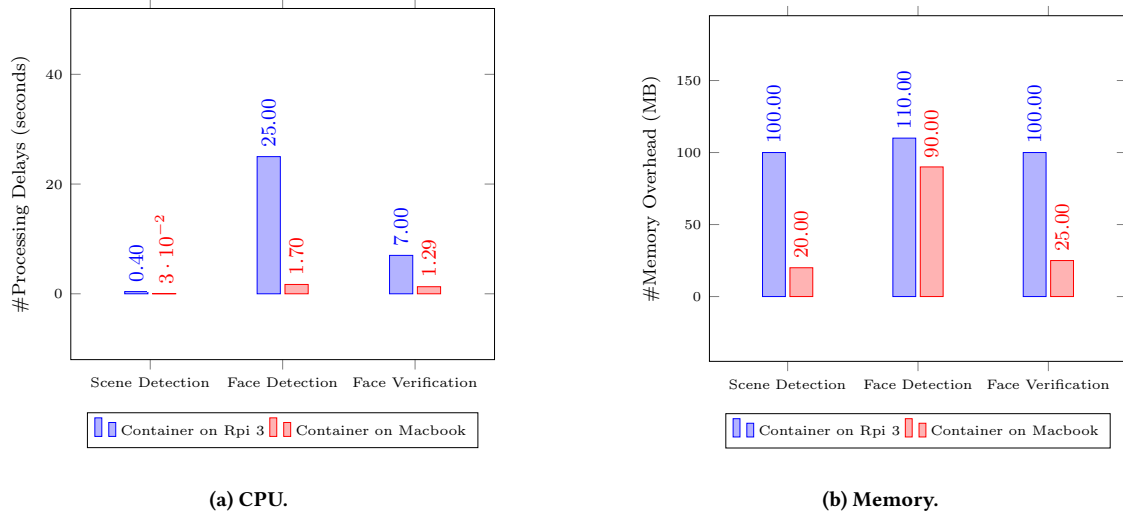 #Processing Delays (seconds)
40
20
0
0.40
3 · 10⁻²
25.00
1.70
7.00
1.29
Scene Detection Face Detection Face Verification
Container on Rpi 3 Container on Macbook
(a) CPU.
#Memory Overhead (MB)
150
100
50
0
100.00
20.00
110.00
90.00
100.00
25.00
Scene Detection Face Detection Face Verification
Container on Rpi 3 Container on Macbook
(b) Memory.